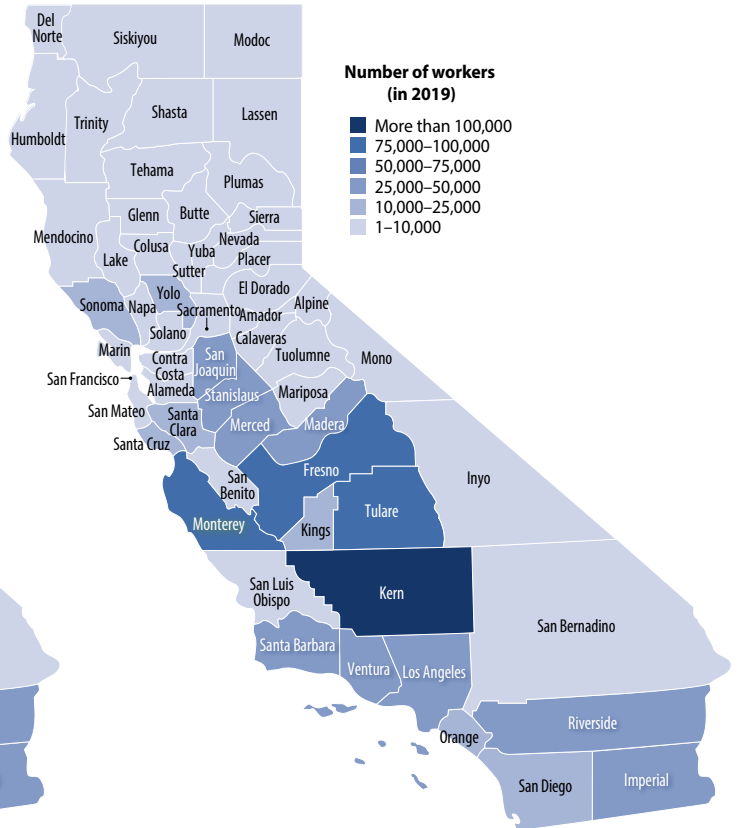 Del
Norte
Siskiyou
Modoc
Number of workers
(in 2019)
More than 100,000
75,000–100,000
50,000–75,000
25,000–50,000
10,000–25,000
1–10,000
Humboldt
Trinity
Shasta
Lassen
Tehama
Plumas
Mendocino
Glenn
Butte
Sierra
Lake
Colusa
Yuba
Nevada
Placer
Sutter
Sonoma
Napa
Yolo
El Dorado
Alpine
Sacramento
Amador
Solano
Calaveras
Marin
Contra
Costa
San
Joaquin
Tuolumne
Mono
San Francisco
Alameda
Stanislaus
Mariposa
San Mateo
Santa
Clara
Merced
Madera
Santa Cruz
San
Benito
Fresno
Inyo
Monterey
Kings
Tulare
San Luis
Obispo
Kern
San Bernadino
Santa Barbara
Ventura
Los Angeles
Orange
Riverside
San Diego
Imperial